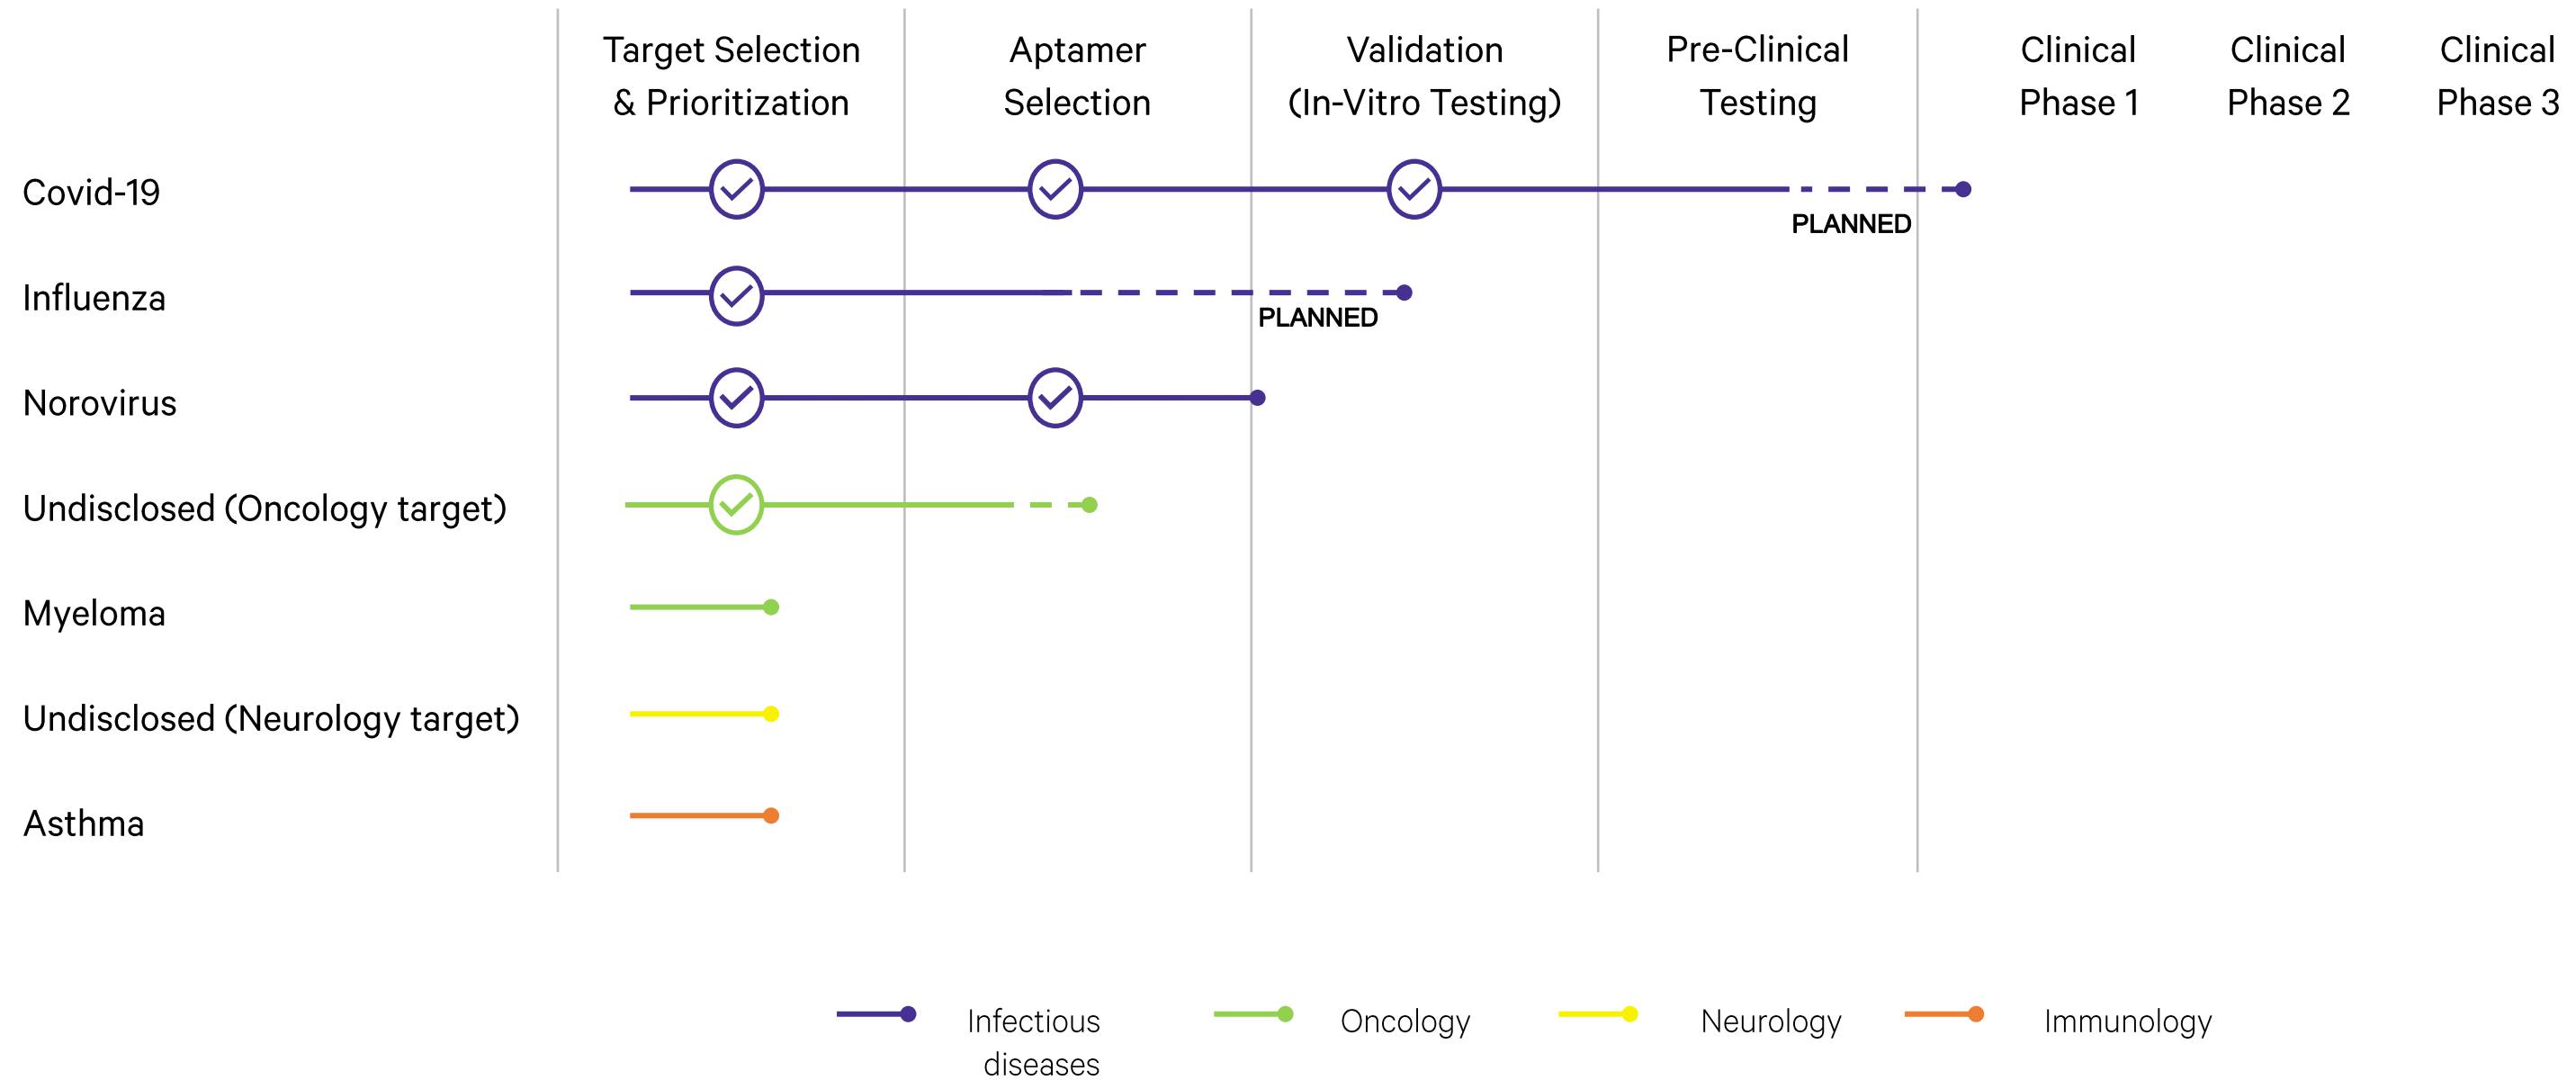 Target Selection
& Prioritization
Aptamer
Selection
Validation
(In-Vitro Testing)
Pre-Clinical
Testing
Clinical
Phase 1
Clinical
Phase 2
Clinical
Phase 3
Covid-19
PLANNED
Influenza
PLANNED
Norovirus
Undisclosed (Oncology target)
Myeloma
Undisclosed (Neurology target)
Asthma
Infectious
diseases
Oncology
Neurology
Immunology